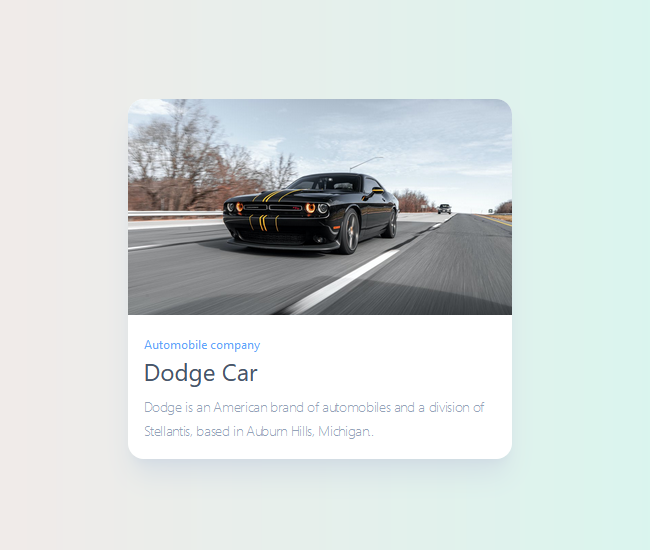 Automobile company
Dodge Car
Dodge is an American brand of automobiles and a division of
Stellantis, based in Auburn Hills, Michigan..